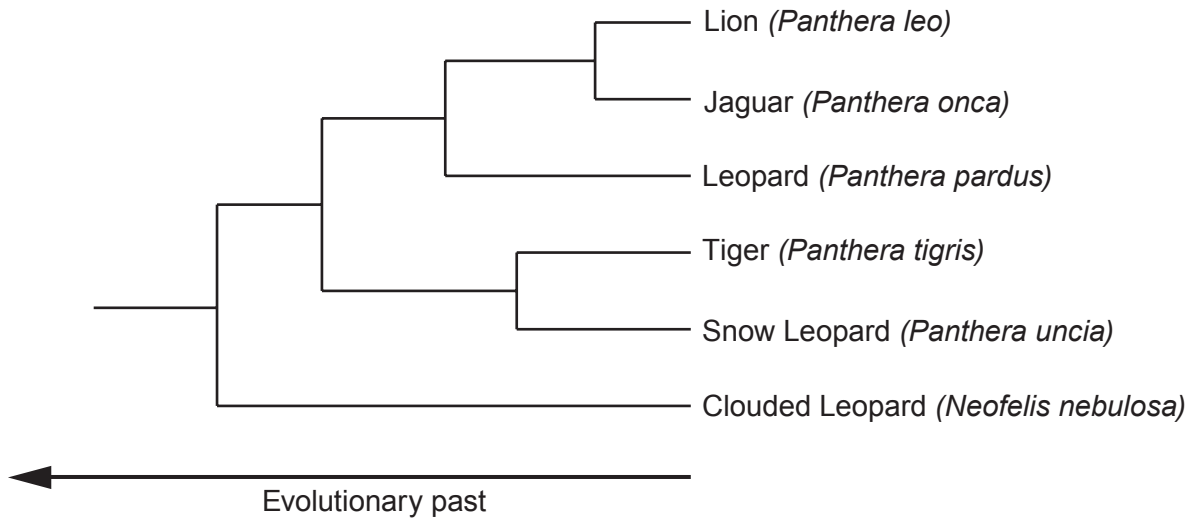 Lion (Panthera leo)
Jaguar (Panthera onca)
Leopard (Panthera pardus)
Tiger (Panthera tigris)
Snow Leopard (Panthera uncia)
Clouded Leopard (Neofelis nebulosa)
Evolutionary past